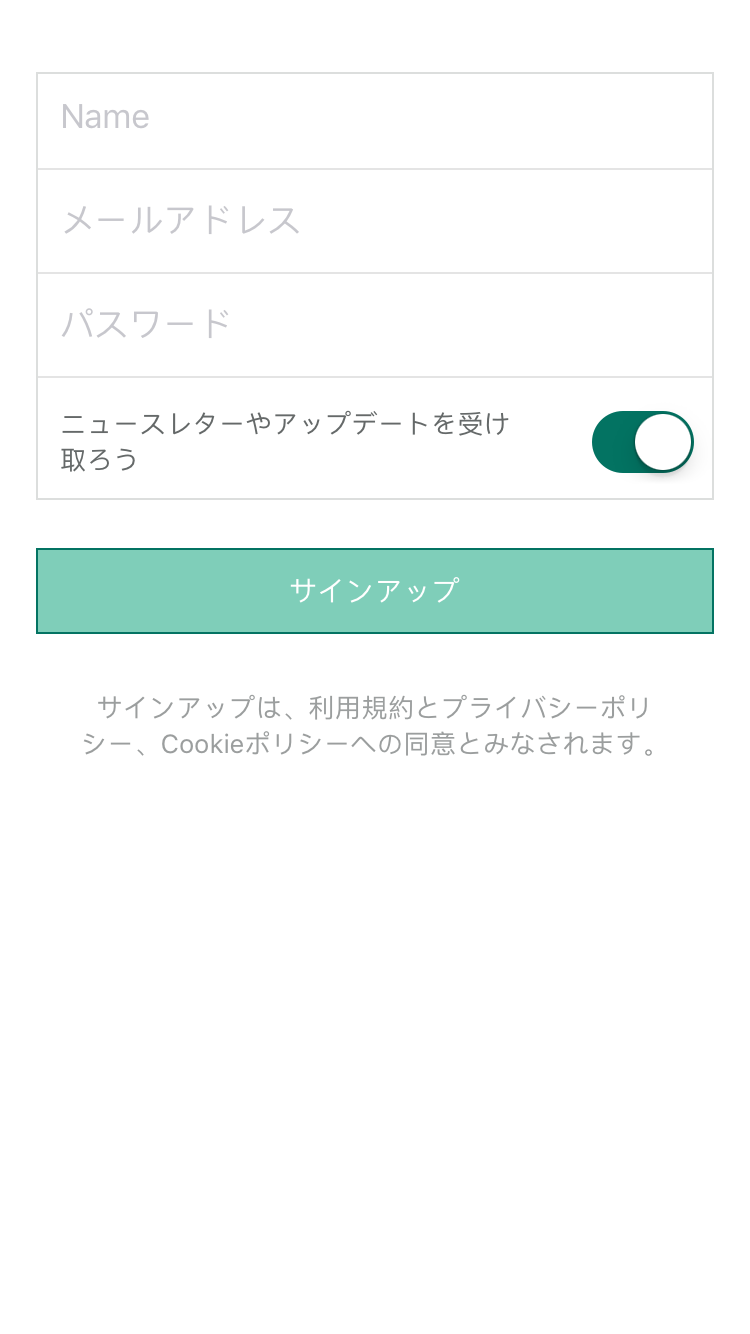 Name
メールアドレス
パスワード
ニュースレターやアップデートを受け
取ろう
サインアップ
サインアップは、利用規約とプライバシーポリ
シー、Cookieポリシーへの同意とみなされます。